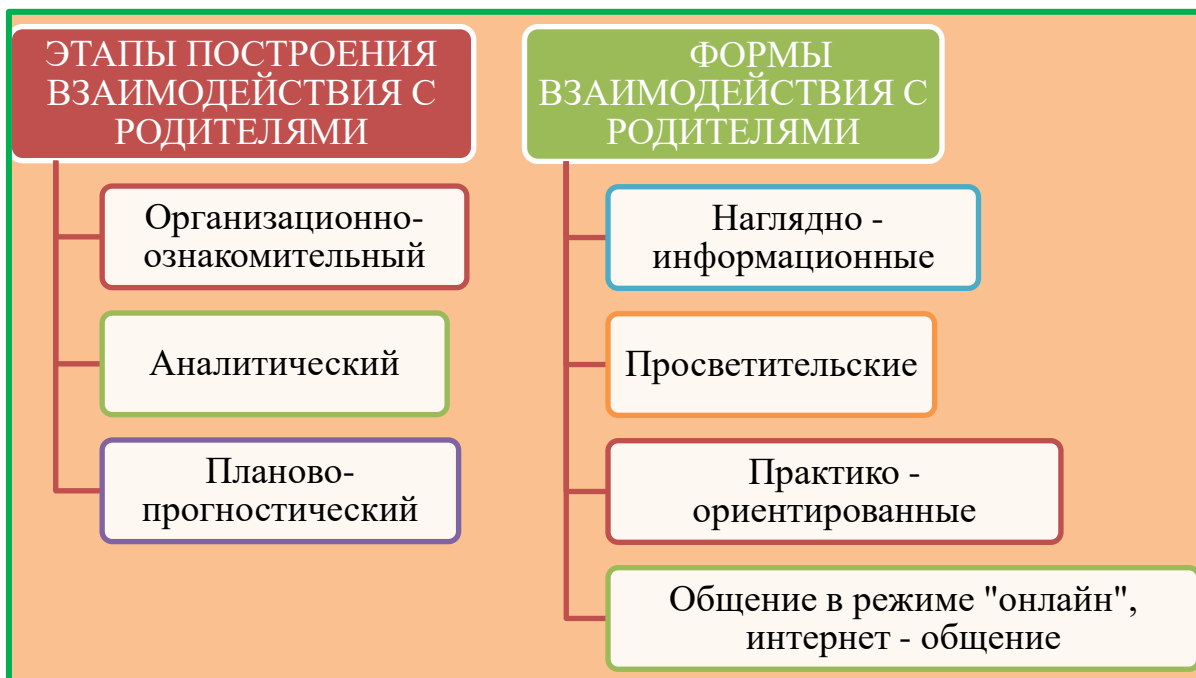 ЭТАПЫ ПОСТРОЕНИЯ
ВЗАИМОДЕЙСТВИЯ С
РОДИТЕЛЯМИ
Организационно-
ознакомительный
Аналитический
Планово-
прогностический
ФОРМЫ
ВЗАИМОДЕЙСТВИЯ С
РОДИТЕЛЯМИ
Наглядно -
информационные
Просветительские
Практико -
ориентированные
Общение в режиме "онлайн",
интернет - общение